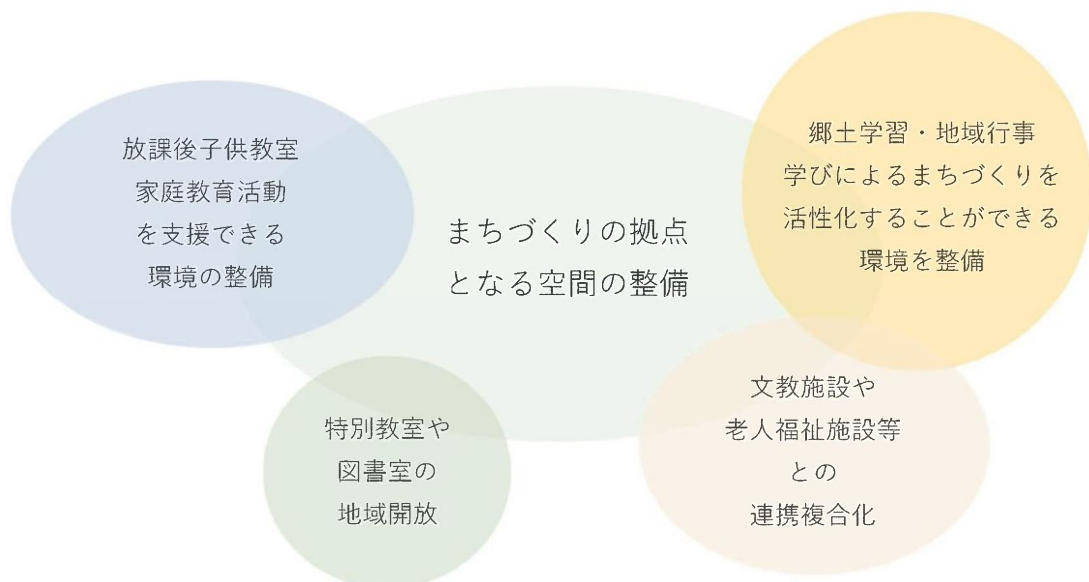 放課後子供教室
家庭教育活動
を支援できる
環境の整備
まちづくりの拠点
となる空間の整備
郷土学習・地域行事
学びによるまちづくりを
活性化することができる
環境を整備
特別教室や
図書室の
地域開放
文教施設や
老人福祉施設等
との
連携複合化